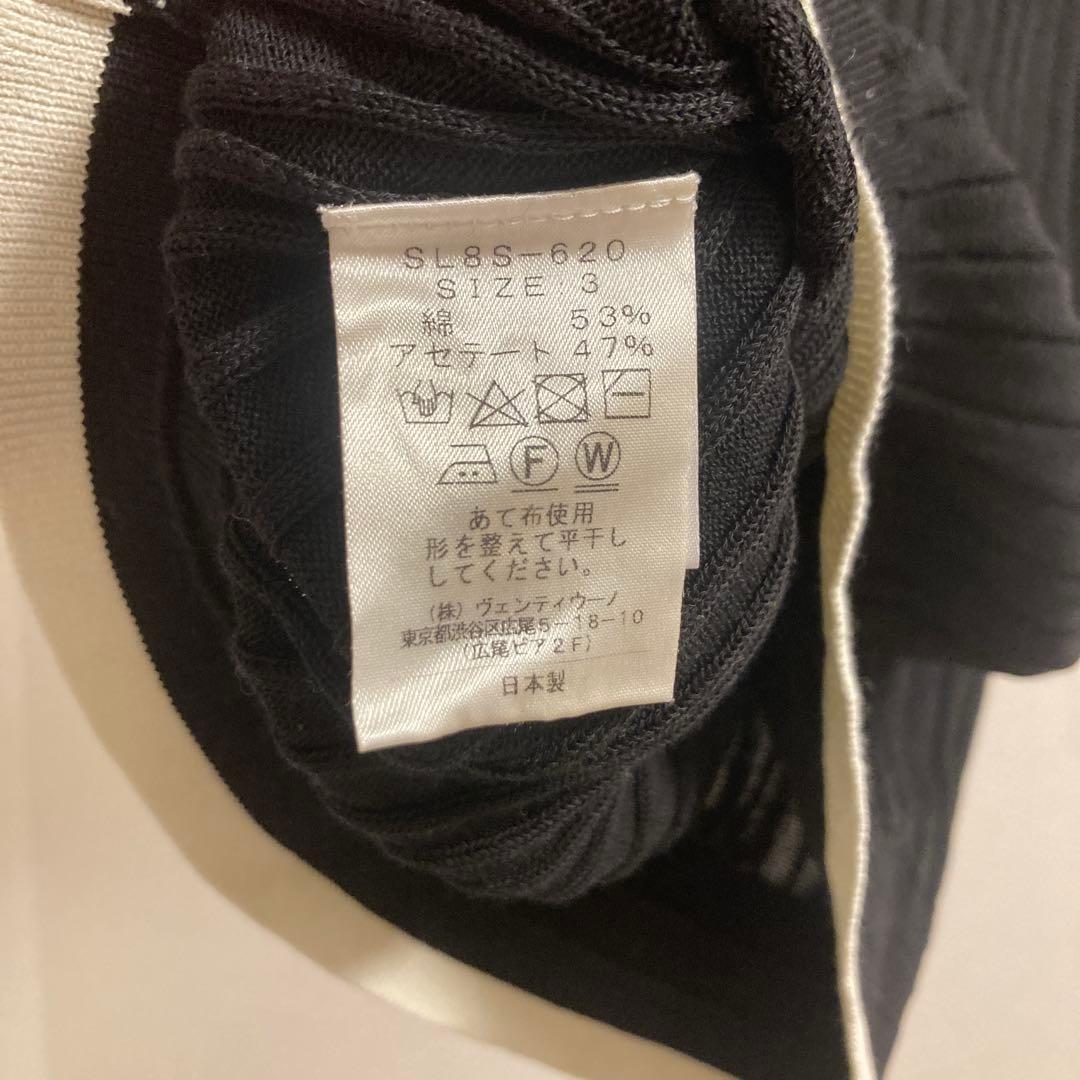 SL8S-620
SIZE:3
綿 53%
アセテート 47%
F W
あて布使用
形を整えて平干し
してください。
(株)ヴェンティウーノ
東京都渋谷区広尾5-18-10
(広尾ピア2F)
日本製